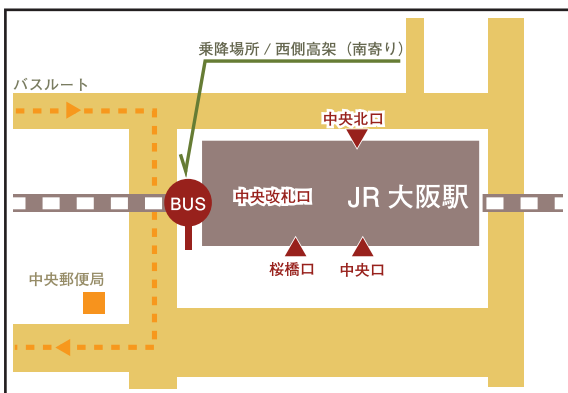 乗降場所 / 西側高架（南寄り）
バスルート
中央北口
中央改札口
JR 大阪駅
BUS
桜橋口
中央口
中央郵便局